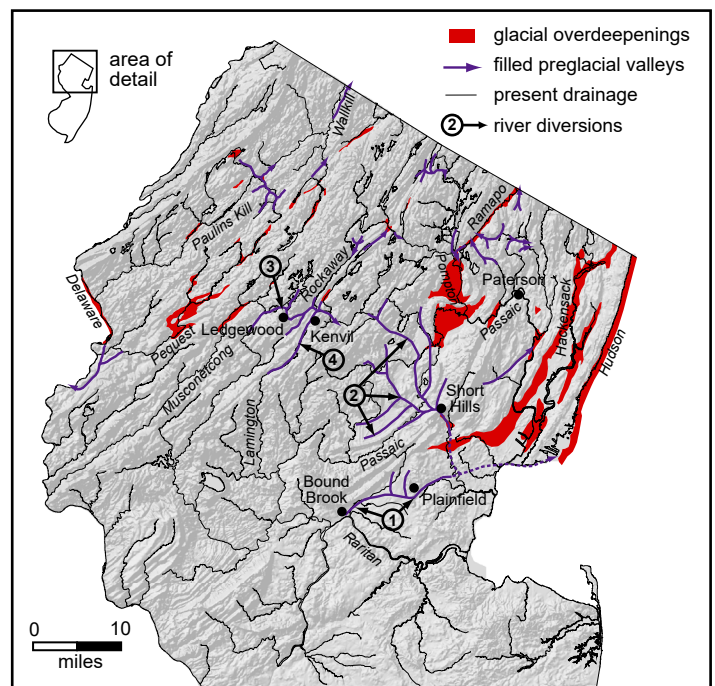 area of
detail
glacial overdeepenings
filled preglacial valleys
present drainage
2
river diversions
Wallkill
Ramapo
Paulins Kill
3
Rockaway
Pompton
Paterson
Hackensack
Delaware
Ledgewood
Kenvil
Passaic
Hudson
Pequest
4
Musconetcong
2
Short
Hills
Lamington
Passaic
Bound
Brook
Plainfield
1
Raritan
0 10
miles